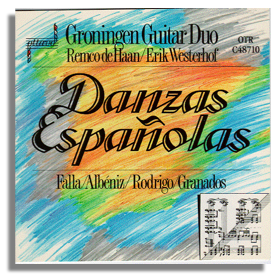 Groningen Guitar Duo
Remco de Haan/Erik Westerhof
OTR
C48710
Danzas
Españolas
Falla/Albéniz/Rodrigo/Granados